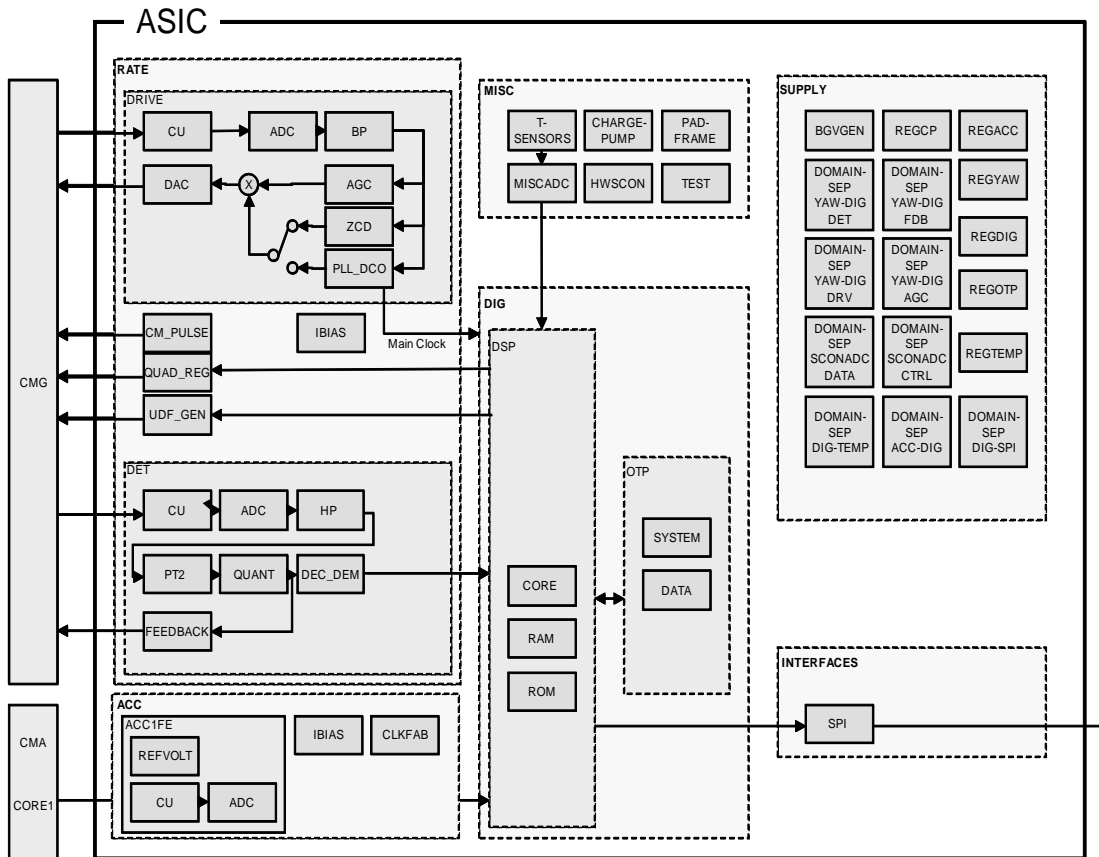 ASIC
CMG
CMA
CORE1
RATE
DRIVE
CU
ADC
BP
DAC
X
AGC
ZCD
PLL_DCO
CM_PULSE
IBIAS
Main Clock
QUAD_REG
UDF_GEN
DET
CU
ADC
HP
PT2
QUANT
DEC_DEM
FEEDBACK
ACC
ACC1FE
REFVOLT
CU
ADC
IBIAS
CLKFAB
MISC
T-
SENSORS
CHARGE-
PUMP
PAD-
FRAME
MISCADC
HWSCON
TEST
DIG
DSP
CORE
RAM
ROM
OTP
SYSTEM
DATA
SUPPLY
BGVGEN
REGCP
REGACC
DOMAIN-
SEP
YAW-DIG
DET
DOMAIN-
SEP
YAW-DIG
FDB
REGYAW
REGDIG
DOMAIN-
SEP
YAW-DIG
DRV
DOMAIN-
SEP
YAW-DIG
AGC
REGOTP
DOMAIN-
SEP
SCONADC
DATA
DOMAIN-
SEP
SCONADC
CTRL
REGTEMP
DOMAIN-
SEP
DIG-TEMP
DOMAIN-
SEP
ACC-DIG
DOMAIN-
SEP
DIG-SPI
INTERFACES
SPI